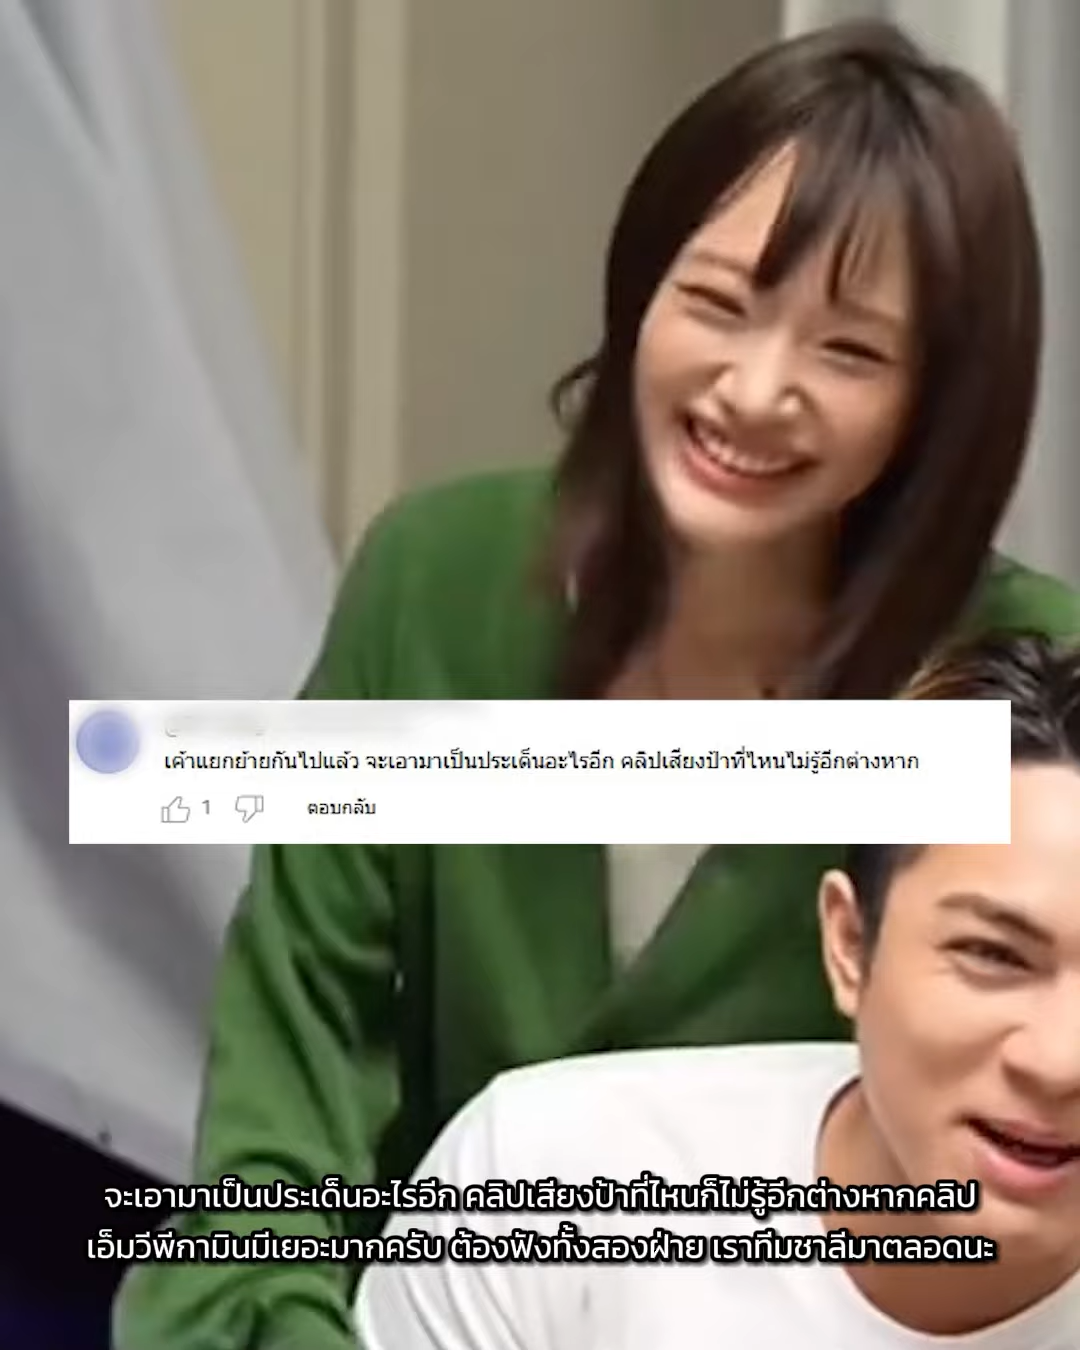 เค้าแยกย้ายกันไปแล้ว จะเอามาเป็นประเด็นอะไรอีก คลิปเสียงป้าที่ไหนไม่รู้อีกต่างหาก
1 ตอบกลับ
จะเอามาเป็นประเด็นอะไรอีก คลิปเสียงป้าที่ไหนก็ไม่รู้อีกต่างหากคลิป
เอ็มวีพีกามินมีเยอะมากครับ ต้องฟังทั้งสองฝ่าย เราทีมชาลีมาตลอดนะ